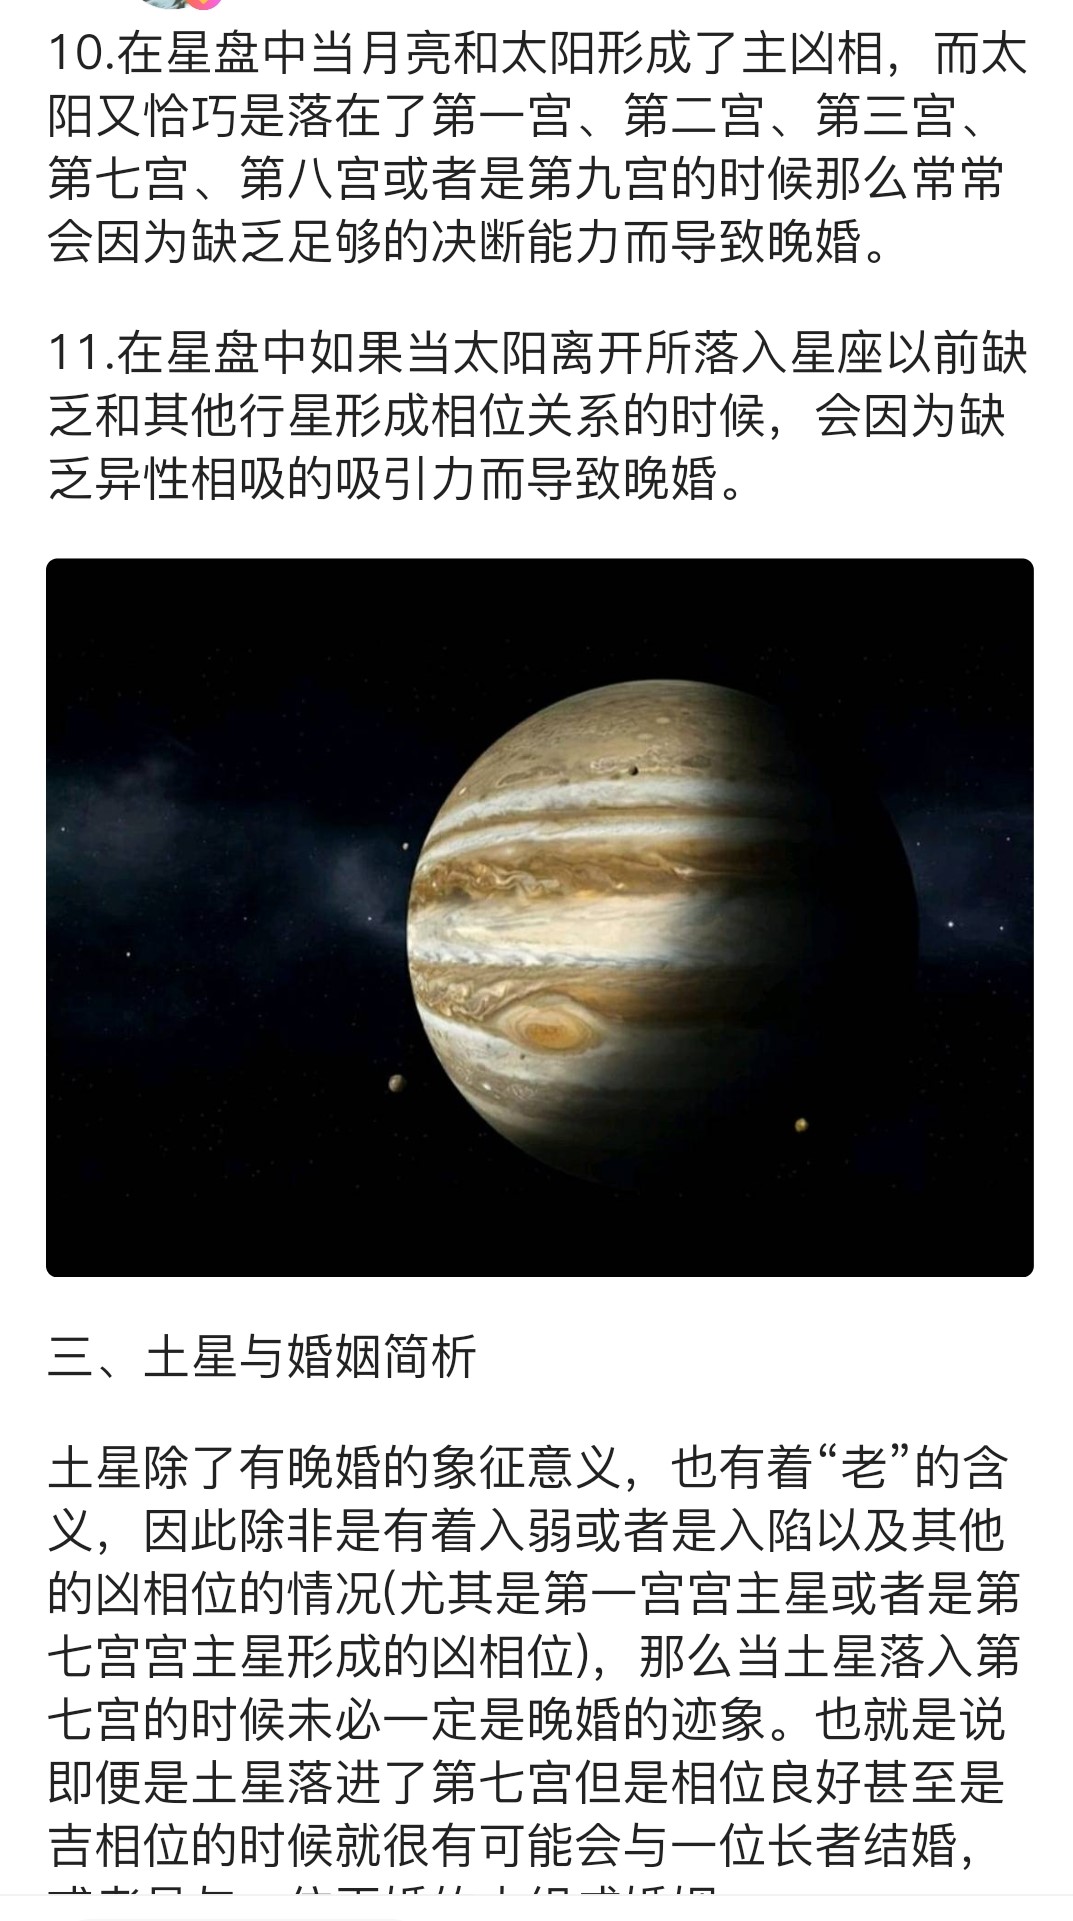 10.在星盘中当月亮和太阳形成了主凶相，而太
阳又恰巧是落在了第一宫、第二宫、第三宫、
第七宫、第八宫或者是第九宫的时候那么常常
会因为缺乏足够的决断能力而导致晚婚。
11.在星盘中如果当太阳离开所落入星座以前缺
乏和其他行星形成相位关系的时候，会因为缺
乏异性相吸的吸引力而导致晚婚。
三、土星与婚姻简析
土星除了有晚婚的象征意义，也有着“老”的含
义，因此除非是有着入弱或者是入陷以及其他
的凶相位的情况(尤其是第一宫宫主星或者是第
七宫宫主星形成的凶相位)，那么当土星落入第
七宫的时候未必一定是晚婚的迹象。也就是说
即便是土星落进了第七宫但是相位良好甚至是
吉相位的时候就很有可能会与一位长者结婚，